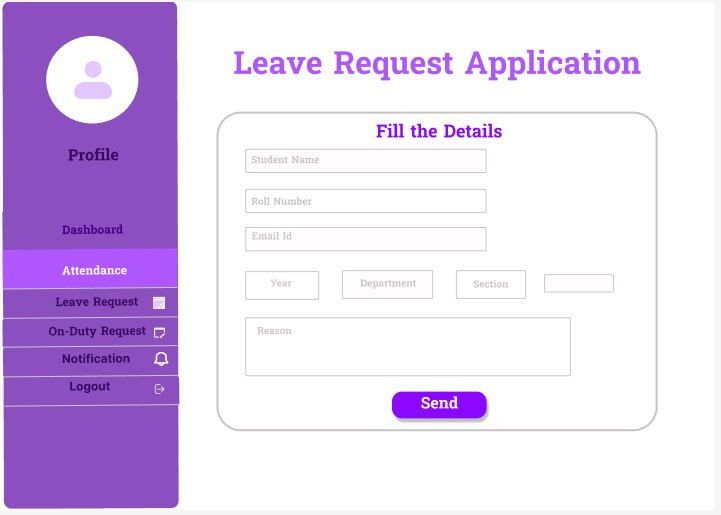 Profile
Dashboard
Attendance
Leave Request
On-Duty Request
Notification
Logout
Leave Request Application
Fill the Details
Student Name
Roll Number
Email Id
Year
Department
Section
Reason
Send